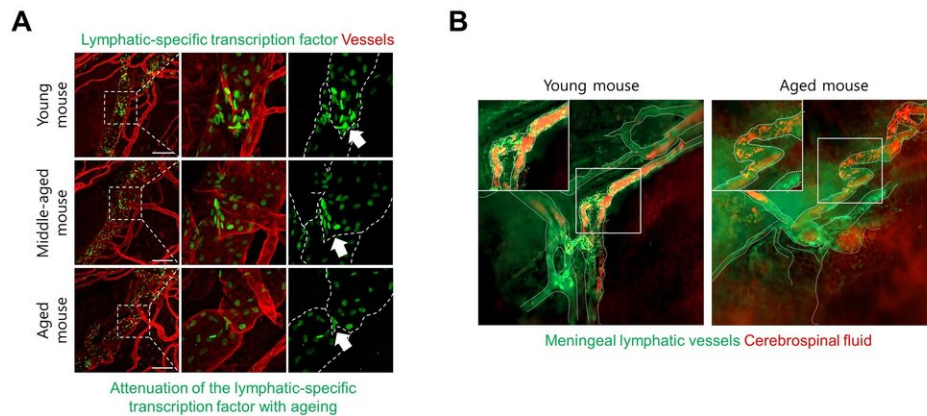 A
Lymphatic-specific transcription factor Vessels
Young
mouse
Middle-aged
mouse
Aged
mouse
Attenuation of the lymphatic-specific
transcription factor with ageing
B
Young mouse
Aged mouse
Meningeal lymphatic vessels Cerebrospinal fluid